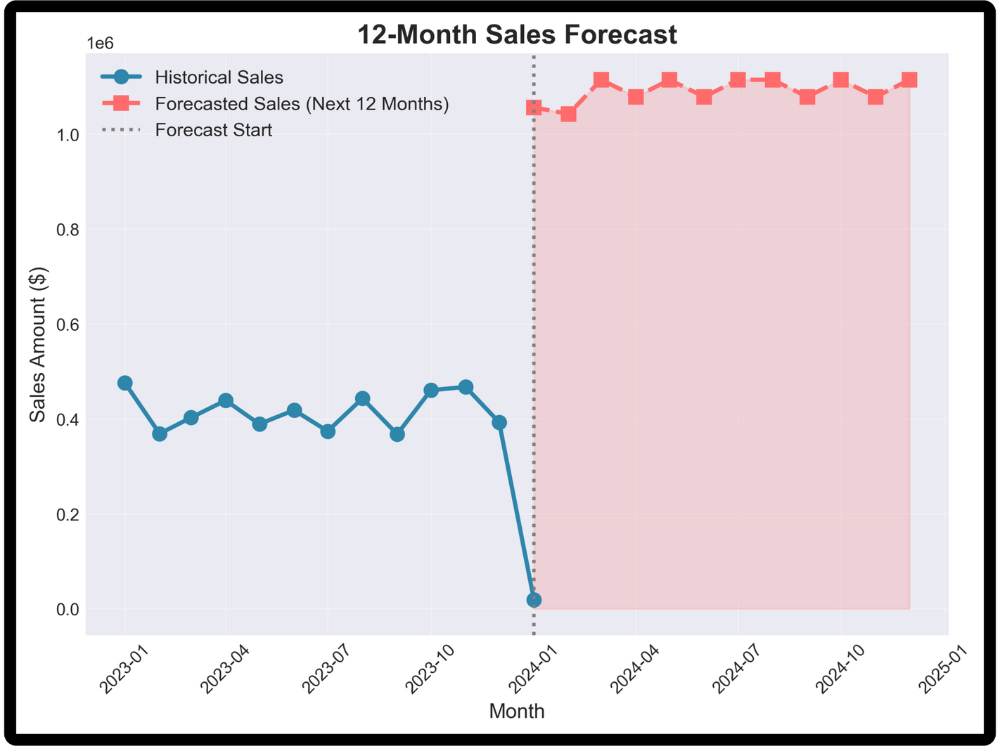 12-Month Sales Forecast
1e6
Historical Sales
Forecasted Sales (Next 12 Months)
Forecast Start
1.0
0.8
0.6
0.4
0.2
0.0
Sales Amount ($)
2023-01
2023-04
2023-07
2023-10
2024-01
2024-04
2024-07
2024-10
2025-01
Month